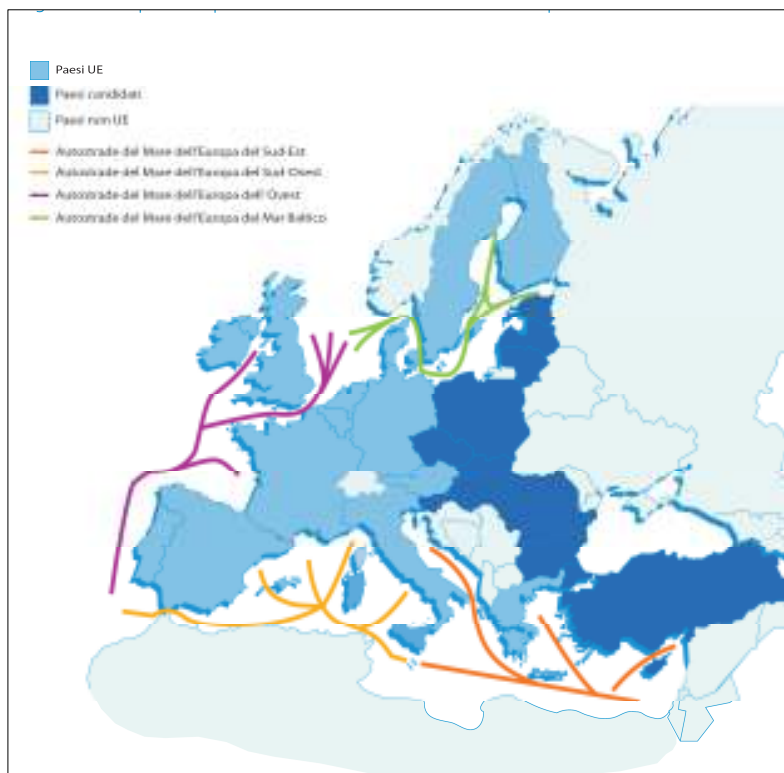 Paesi UE
Paesi candidati
Paesi non UE
Autostrade del Mare dell'Europa del Sud-Est
Autostrade del Mare dell'Europa del Sud-Ovest
Autostrade del Mare dell'Europa dell'Ovest
Autostrade del Mare dell'Europa del Mar Baltico